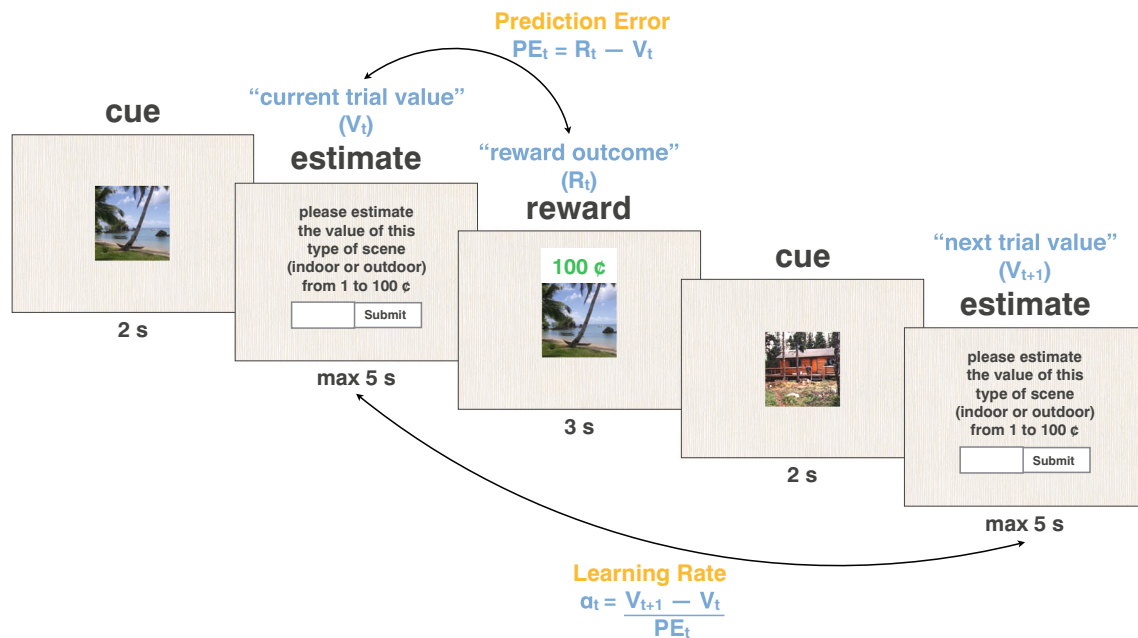 Prediction Error
PEₜ = Rₜ — Vₜ
“current trial value”
(Vₜ)
cue
estimate
“reward outcome”
(Rₜ)
reward
please estimate
the value of this
type of scene
(indoor or outdoor)
from 1 to 100 ¢
Submit
100 ¢
cue
“next trial value”
(Vₜ₊₁)
estimate
2 s
max 5 s
3 s
please estimate
the value of this
type of scene
(indoor or outdoor)
from 1 to 100 ¢
Submit
2 s
max 5 s
Learning Rate
αₜ = Vₜ₊₁ — Vₜ
PEₜ